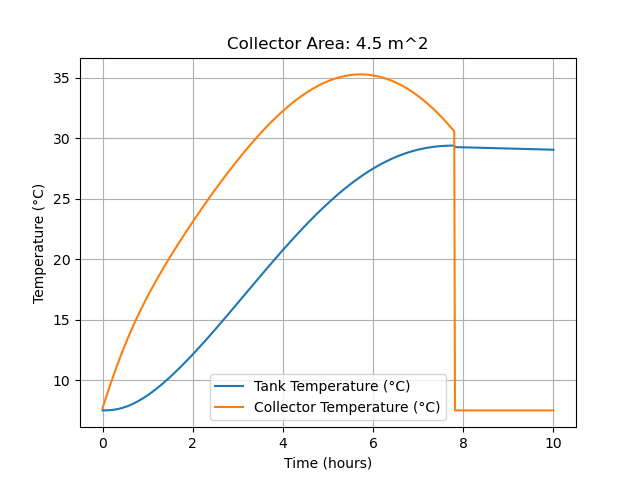 Collector Area: 4.5 m^2
Temperature (°C)
35
30
25
20
15
10
Tank Temperature (°C)
Collector Temperature (°C)
0 2 4 6 8 10
Time (hours)